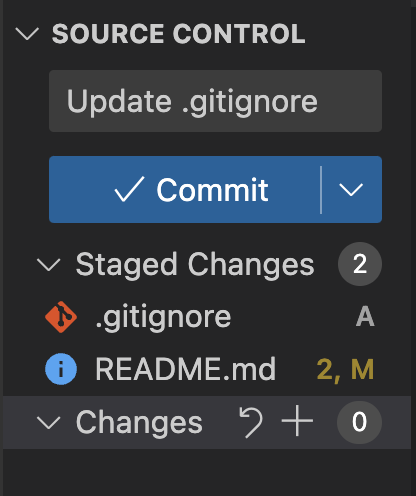 SOURCE CONTROL
Update .gitignore
Commit
Staged Changes 2
.gitignore A
README.md 2, M
Changes 0